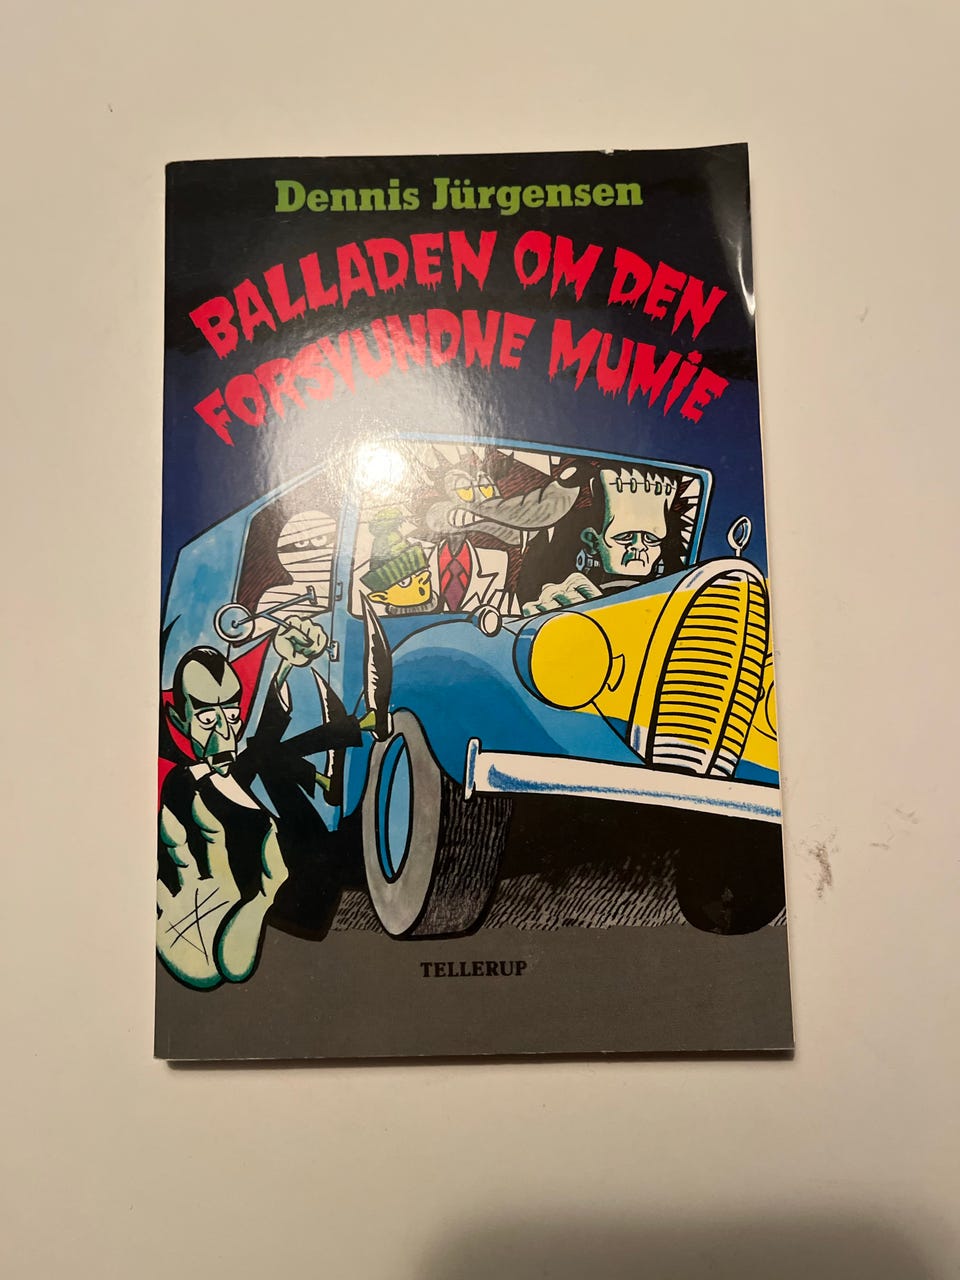 Dennis Jürgensen
BALLADEN OM DEN
FORSVUNDNE MUMIE
TELLERUP